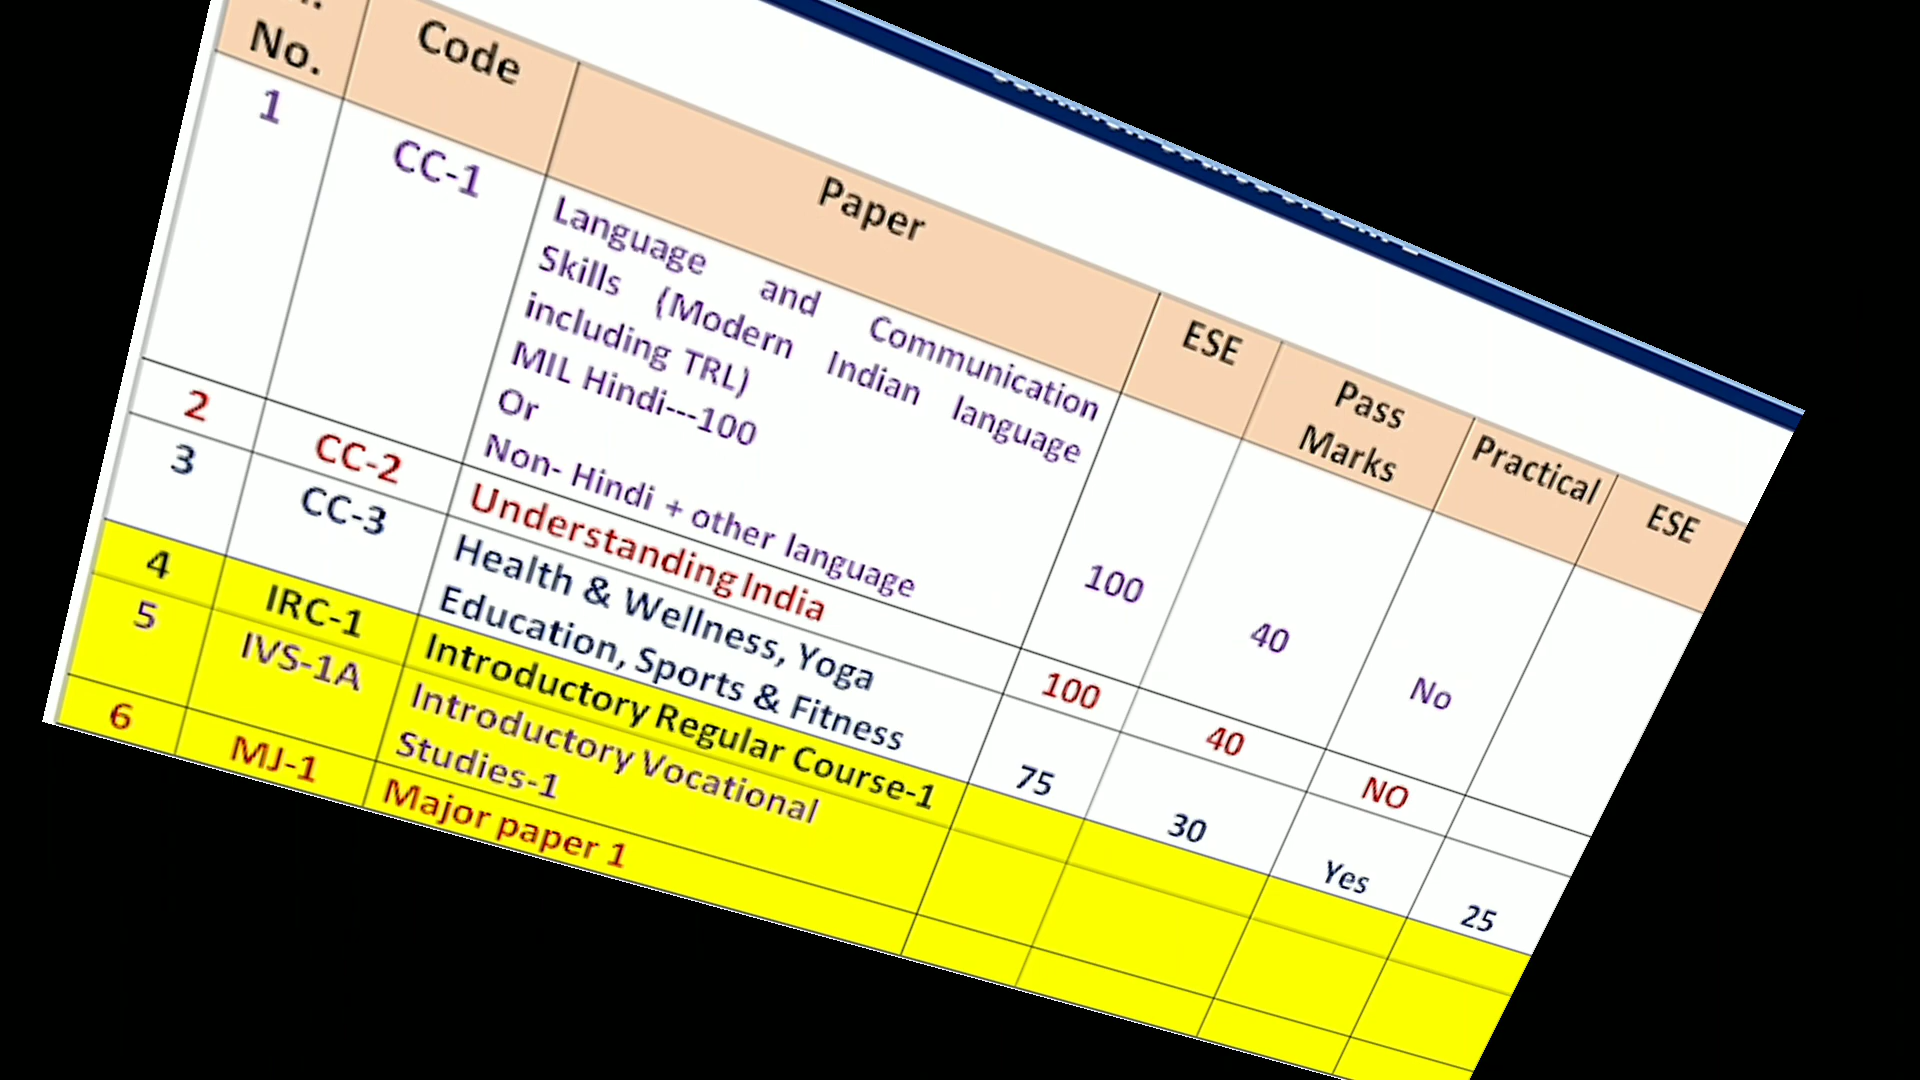 No.
Code
Paper
ESE
Pass
Marks
Practical
ESE
1
CC-1
Language and Communication
Skills (Modern Indian language
including TRL)
MIL Hindi---100
Or
Non- Hindi + other language
100
40
No
2
CC-2
Understanding India
100
40
NO
3
CC-3
Health & Wellness, Yoga
Education, Sports & Fitness
75
30
Yes
25
4
IRC-1
Introductory Regular Course-1
5
IVS-1A
Introductory Vocational
Studies-1
6
MJ-1
Major paper 1